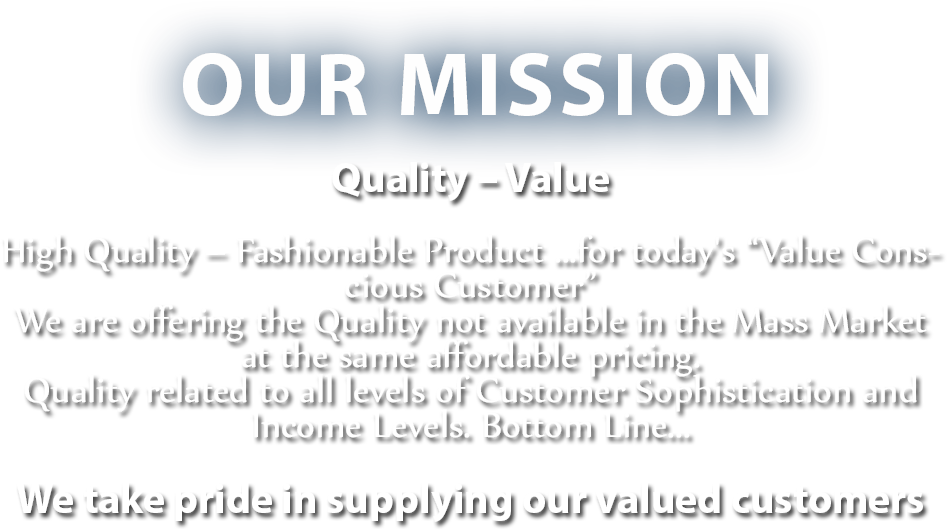 OUR MISSION
Quality – Value
High Quality – Fashionable Product ...for today's "Value Cons-
cious Customer"
We are offering the Quality not available in the Mass Market
at the same affordable pricing.
Quality related to all levels of Customer Sophistication and
Income Levels. Bottom Line...
We take pride in supplying our valued customers